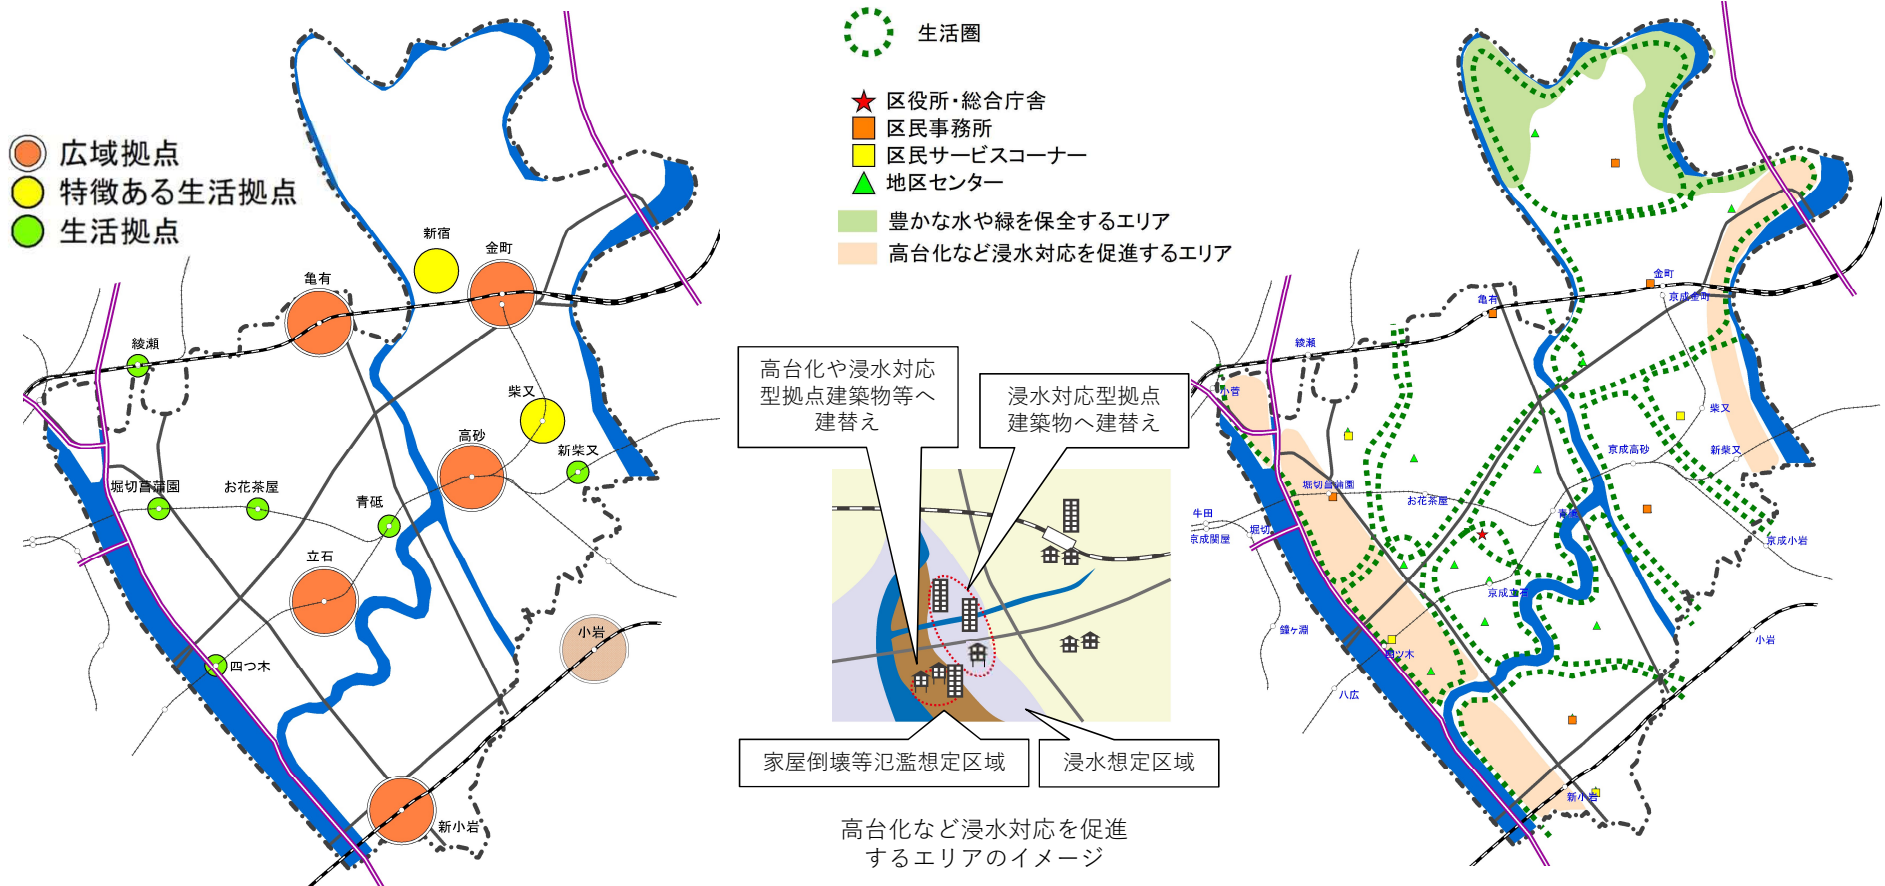 広域拠点
特徴ある生活拠点
生活拠点
新宿
金町
亀有
綾瀬
柴又
高砂
新柴又
堀切菖蒲園
お花茶屋
青砥
立石
小岩
四つ木
新小岩
生活圏
区役所・総合庁舎
区民事務所
区民サービスコーナー
地区センター
豊かな水や緑を保全するエリア
高台化など浸水対応を促進するエリア
高台化や浸水対応
型拠点建築物等へ
建替え
浸水対応型拠点
建築物へ建替え
家屋倒壊等氾濫想定区域
浸水想定区域
高台化など浸水対応を促進
するエリアのイメージ
金町
京成金町
亀有
綾瀬
小菅
柴又
京成高砂
新柴又
堀切菖蒲園
お花茶屋
青砥
牛田
京成関屋
堀切
京成小岩
京成立石
鐘ヶ淵
小岩
四ツ木
八広
新小岩